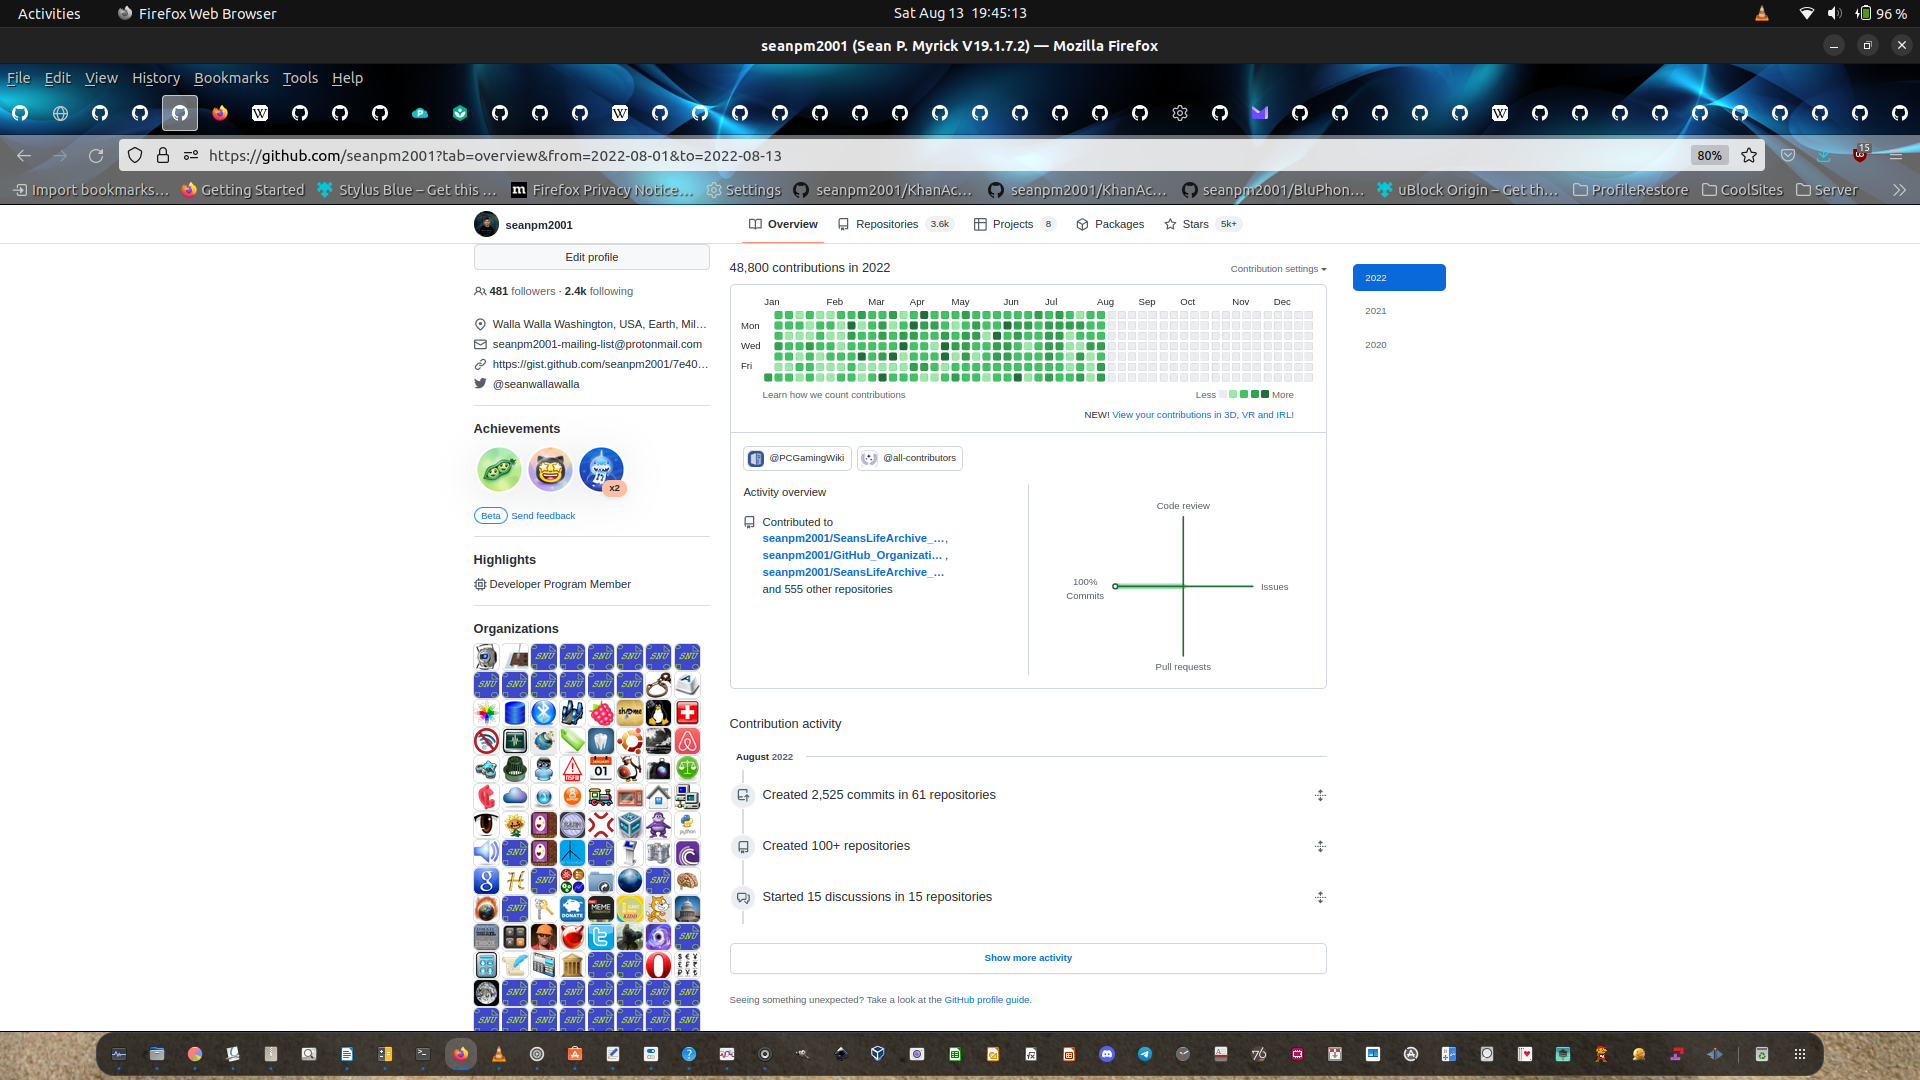 Activities
Firefox Web Browser
Sat Aug 13 19:45:13
96 %
seanpm2001 (Sean P. Myrick V19.1.7.2) — Mozilla Firefox
File Edit View History Bookmarks Tools Help
https://github.com/seanpm2001?tab=overview&from=2022-08-01&to=2022-08-13
80%
15
Import bookmarks…
Getting Started
Stylus Blue – Get this …
Firefox Privacy Notice…
Settings
seanpm2001/KhanAc…
seanpm2001/KhanAc…
seanpm2001/BluPhon…
uBlock Origin – Get th…
ProfileRestore
CoolSites
Server
seanpm2001
Overview
Repositories 3.6k
Projects 8
Packages
Stars 5k+
Edit profile
481 followers · 2.4k following
Walla Walla Washington, USA, Earth, Mil…
seanpm2001-mailing-list@protonmail.com
https://gist.github.com/seanpm2001/7e40…
@seanwallawalla
Achievements
x2
Beta Send feedback
Highlights
Developer Program Member
Organizations
48,800 contributions in 2022
Contribution settings
Jan Feb Mar Apr May Jun Jul Aug Sep Oct Nov Dec
Mon
Wed
Fri
Learn how we count contributions
Less More
NEW! View your contributions in 3D, VR and IRL!
@PCGamingWiki
@all-contributors
Activity overview
Contributed to
seanpm2001/SeansLifeArchive_…,
seanpm2001/GitHub_Organizati… ,
seanpm2001/SeansLifeArchive_…
and 555 other repositories
Code review
100%
Commits
Issues
Pull requests
Contribution activity
August 2022
Created 2,525 commits in 61 repositories
Created 100+ repositories
Started 15 discussions in 15 repositories
Show more activity
Seeing something unexpected? Take a look at the GitHub profile guide.
2022
2021
2020